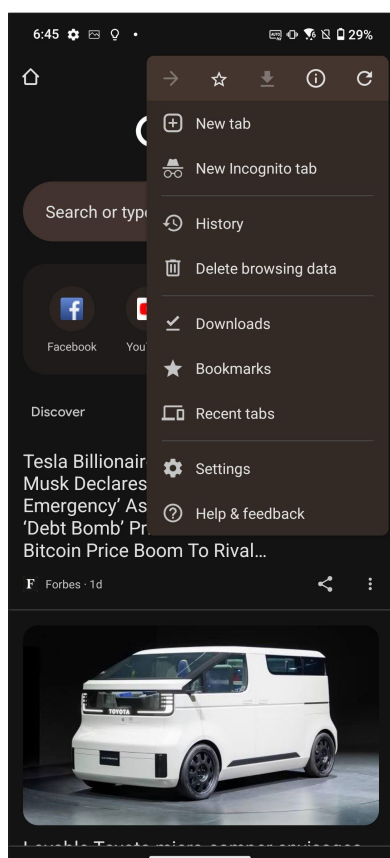 6:45
29%
New tab
New Incognito tab
Search or type
History
Delete browsing data
Facebook
Downloads
Bookmarks
Discover
Recent tabs
Tesla Billionair
Musk Declares
Settings
Emergency’ As
‘Debt Bomb’ Pr
Help & feedback
Bitcoin Price Boom To Rival...
F Forbes · 1d
TOYOTA